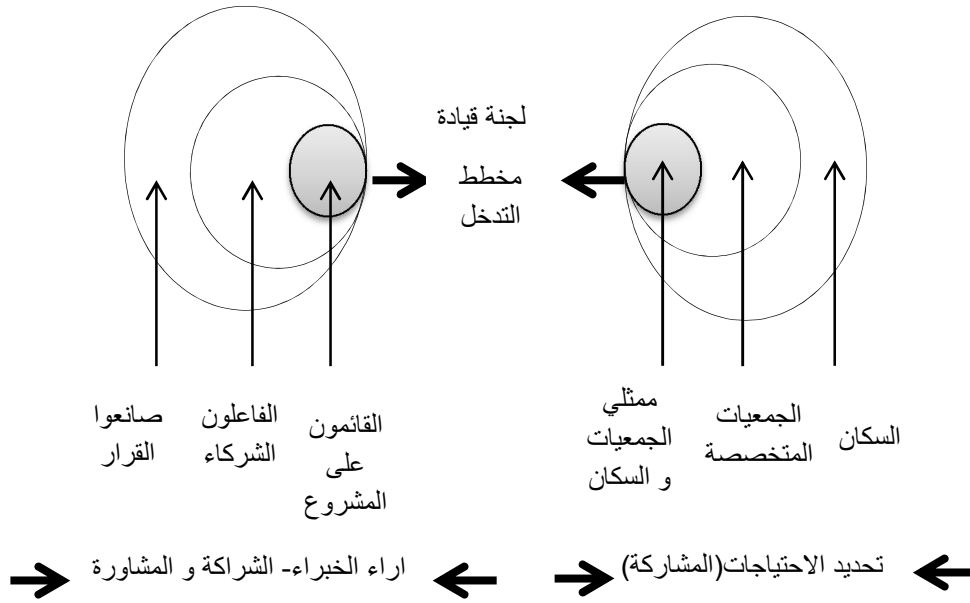 لجنة قيادة
مخطط
التدخل
السكان
الجمعيات
المتخصصة
ممثلي
الجمعيات
و السكان
القائمون
على
المشروع
الفاعلون
الشركاء
صانعوا
القرار
تحديد الاحتياجات(المشاركة)
اراء الخبراء- الشراكة و المشاورة